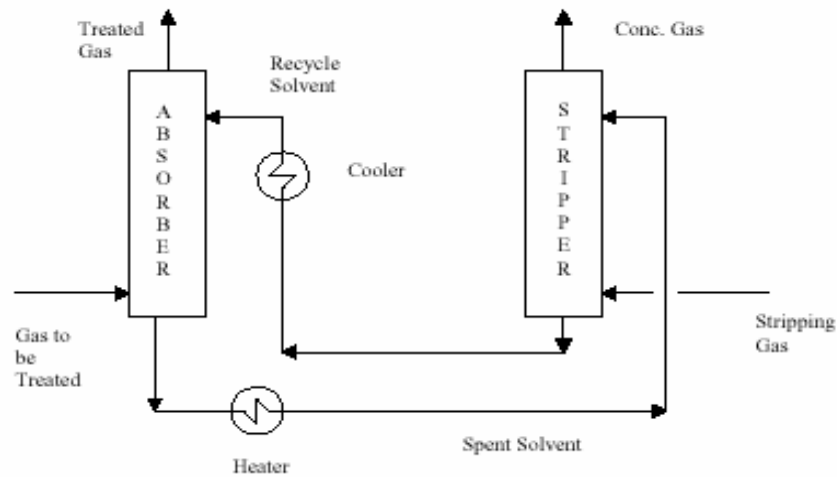 Treated
Gas
Conc. Gas
Recycle
Solvent
A
B
S
O
R
B
E
R
S
T
R
I
P
P
E
R
Cooler
Gas to
be
Treated
Stripping
Gas
Spent Solvent
Heater